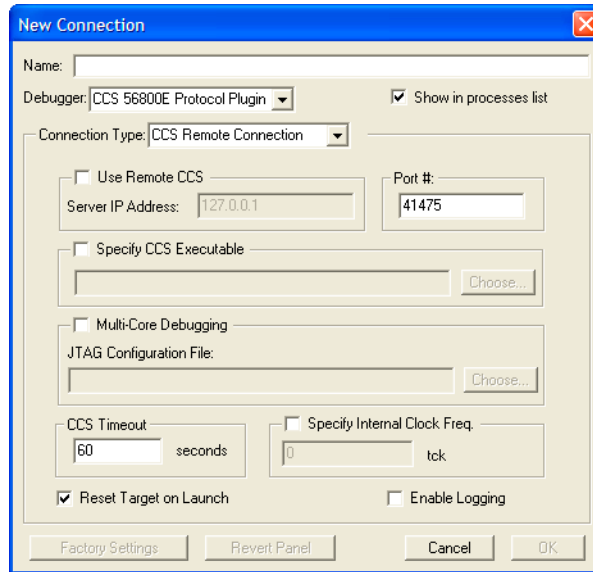 New Connection
Name:
Debugger: CCS 56800E Protocol Plugin Show in processes list
Connection Type: CCS Remote Connection
Use Remote CCS Port #:
Server IP Address: 127.0.0.1 41475
Specify CCS Executable
Choose...
Multi-Core Debugging
JTAG Configuration File:
Choose...
CCS Timeout Specify Internal Clock Freq.
60 seconds 0 tck
Reset Target on Launch Enable Logging
Factory Settings Revert Panel Cancel OK